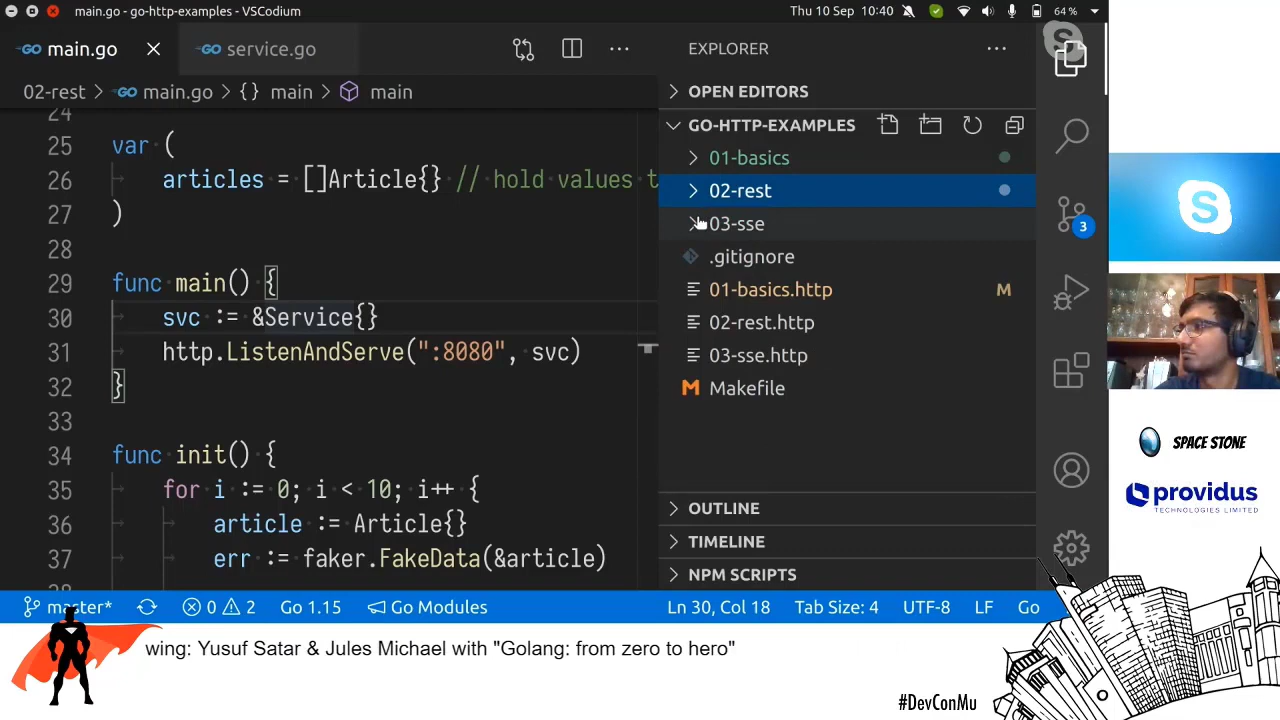 main.go - go-http-examples - VSCodium
Thu 10 Sep 10:40
64 %
GO main.go
GO service.go
02-rest > GO main.go > {} main > main
24
25 var (
26 articles = []Article{} // hold values t
27 )
28
29 func main() {
30 svc := &Service{}
31 http.ListenAndServe(":8080", svc)
32 }
33
34 func init() {
35 for i := 0; i < 10; i++ {
36 article := Article{}
37 err := faker.FakeData(&article)
EXPLORER
OPEN EDITORS
GO-HTTP-EXAMPLES
01-basics
02-rest
03-sse
.gitignore
01-basics.http M
02-rest.http
03-sse.http
Makefile
OUTLINE
TIMELINE
NPM SCRIPTS
3
master*
0
2
Go 1.15
Go Modules
Ln 30, Col 18
Tab Size: 4
UTF-8
LF
Go
S
SPACE STONE
providus
TECHNOLOGIES LIMITED
wing: Yusuf Satar & Jules Michael with "Golang: from zero to hero"
#DevConMu